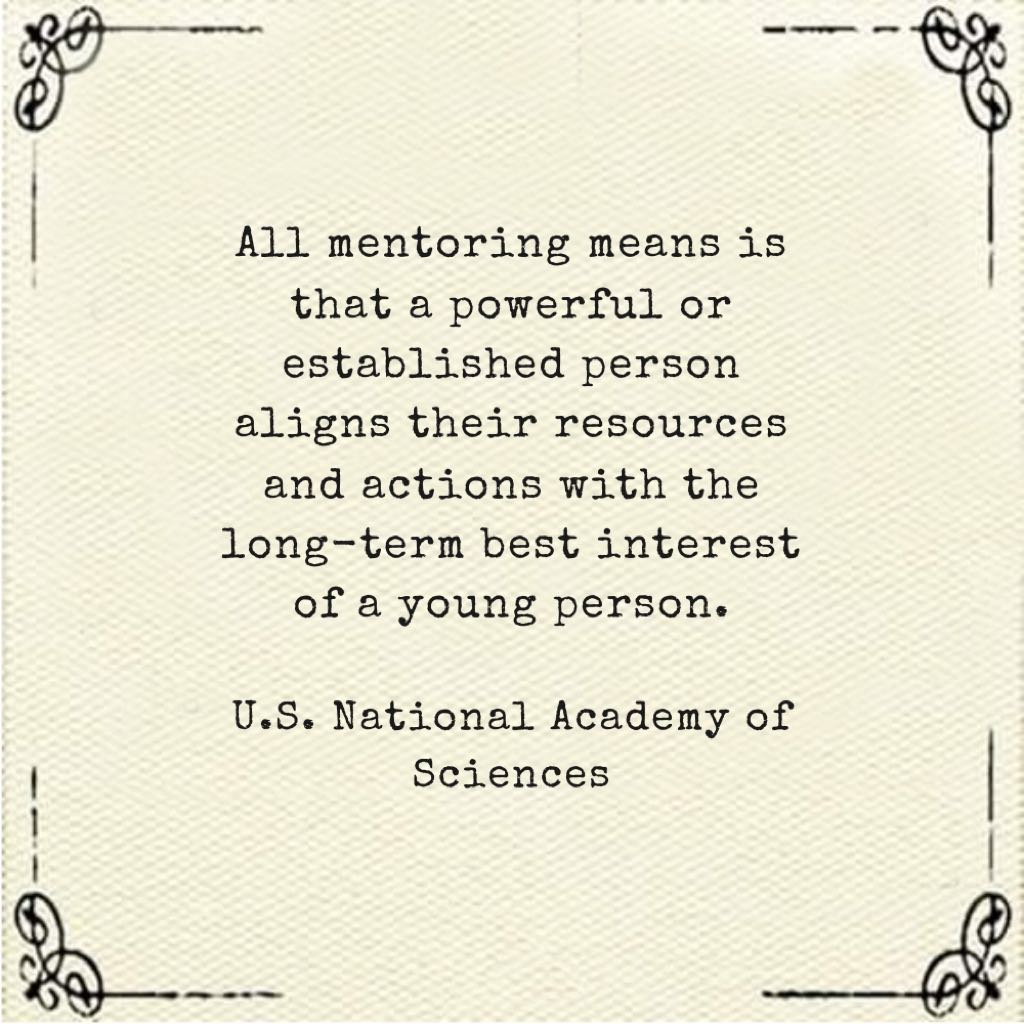 All mentoring means is
that a powerful or
established person
aligns their resources
and actions with the
long-term best interest
of a young person.
U.S. National Academy of
Sciences